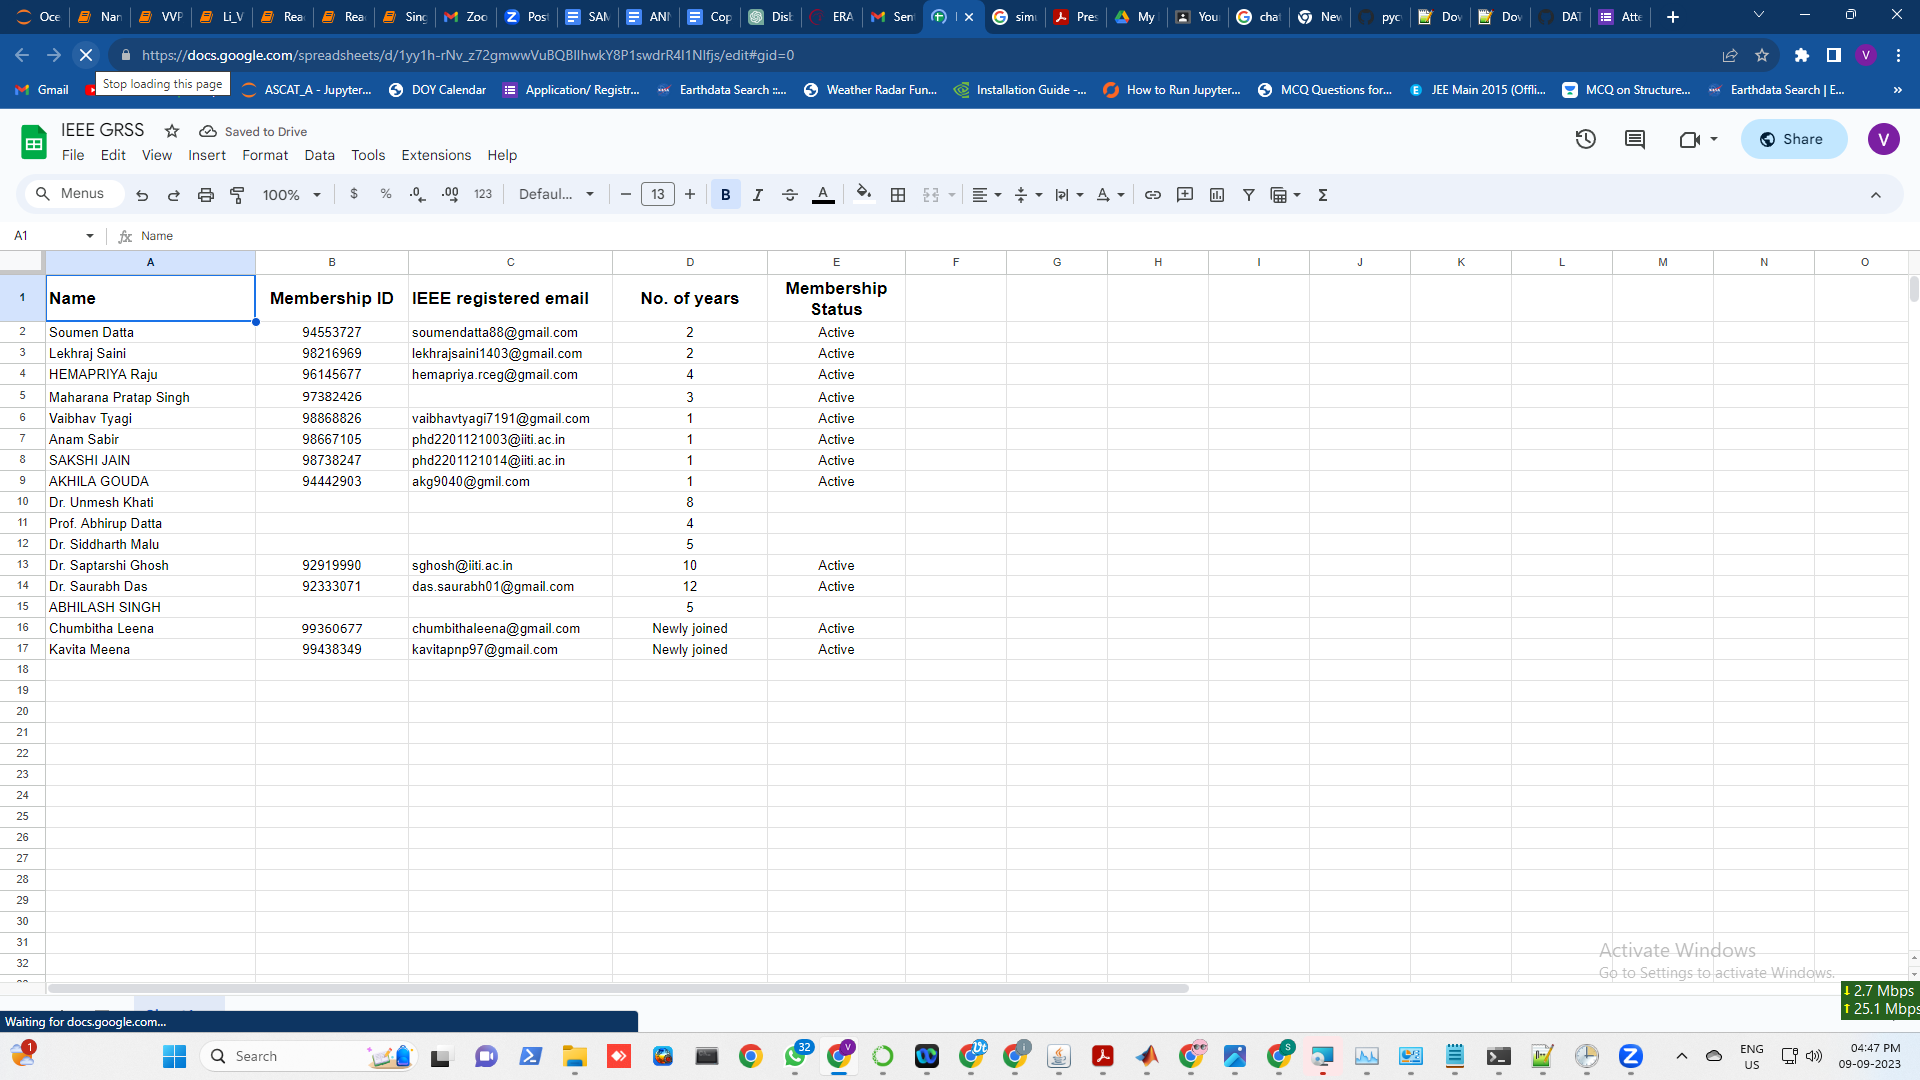 Oce Nan VVP Li_V Rea Rea Sing Zoo Post SAM ANN Cop Dist ERA Sen I simu Pres My You chat New pyc Dov Dov DAT Atte
https://docs.google.com/spreadsheets/d/1yy1h-rNv_z72gmwwVuBQBIlhwkY8P1swdrR4I1NIfjs/edit#gid=0 V
Stop loading this page
Gmail ASCAT_A - Jupyter... DOY Calendar Application/ Registr... Earthdata Search ::... Weather Radar Fun... Installation Guide -... How to Run Jupyter... MCQ Questions for... JEE Main 2015 (Offli... MCQ on Structure... Earthdata Search | E... »
IEEE GRSS Saved to Drive
File Edit View Insert Format Data Tools Extensions Help Share V
Menus 100% $ % .0 .00 123 Defaul... − 13 + B I A Σ
A1 fx Name
A B C D E F G H I J K L M N O
1 Name Membership ID IEEE registered email No. of years Membership Status
2 Soumen Datta 94553727 soumendatta88@gmail.com 2 Active
3 Lekhraj Saini 98216969 lekhrajsaini1403@gmail.com 2 Active
4 HEMAPRIYA Raju 96145677 hemapriya.rceg@gmail.com 4 Active
5 Maharana Pratap Singh 97382426 3 Active
6 Vaibhav Tyagi 98868826 vaibhavtyagi7191@gmail.com 1 Active
7 Anam Sabir 98667105 phd2201121003@iiti.ac.in 1 Active
8 SAKSHI JAIN 98738247 phd2201121014@iiti.ac.in 1 Active
9 AKHILA GOUDA 94442903 akg9040@gmil.com 1 Active
10 Dr. Unmesh Khati 8
11 Prof. Abhirup Datta 4
12 Dr. Siddharth Malu 5
13 Dr. Saptarshi Ghosh 92919990 sghosh@iiti.ac.in 10 Active
14 Dr. Saurabh Das 92333071 das.saurabh01@gmail.com 12 Active
15 ABHILASH SINGH 5
16 Chumbitha Leena 99360677 chumbithaleena@gmail.com Newly joined Active
17 Kavita Meena 99438349 kavitapnp97@gmail.com Newly joined Active
18
19
20
21
22
23
24
25
26
27
28
29
30
31
32
Activate Windows
Go to Settings to activate Windows.
2.7 Mbps
25.1 Mbps
Waiting for docs.google.com...
1 Search 32 V S ENG US 04:47 PM
09-09-2023